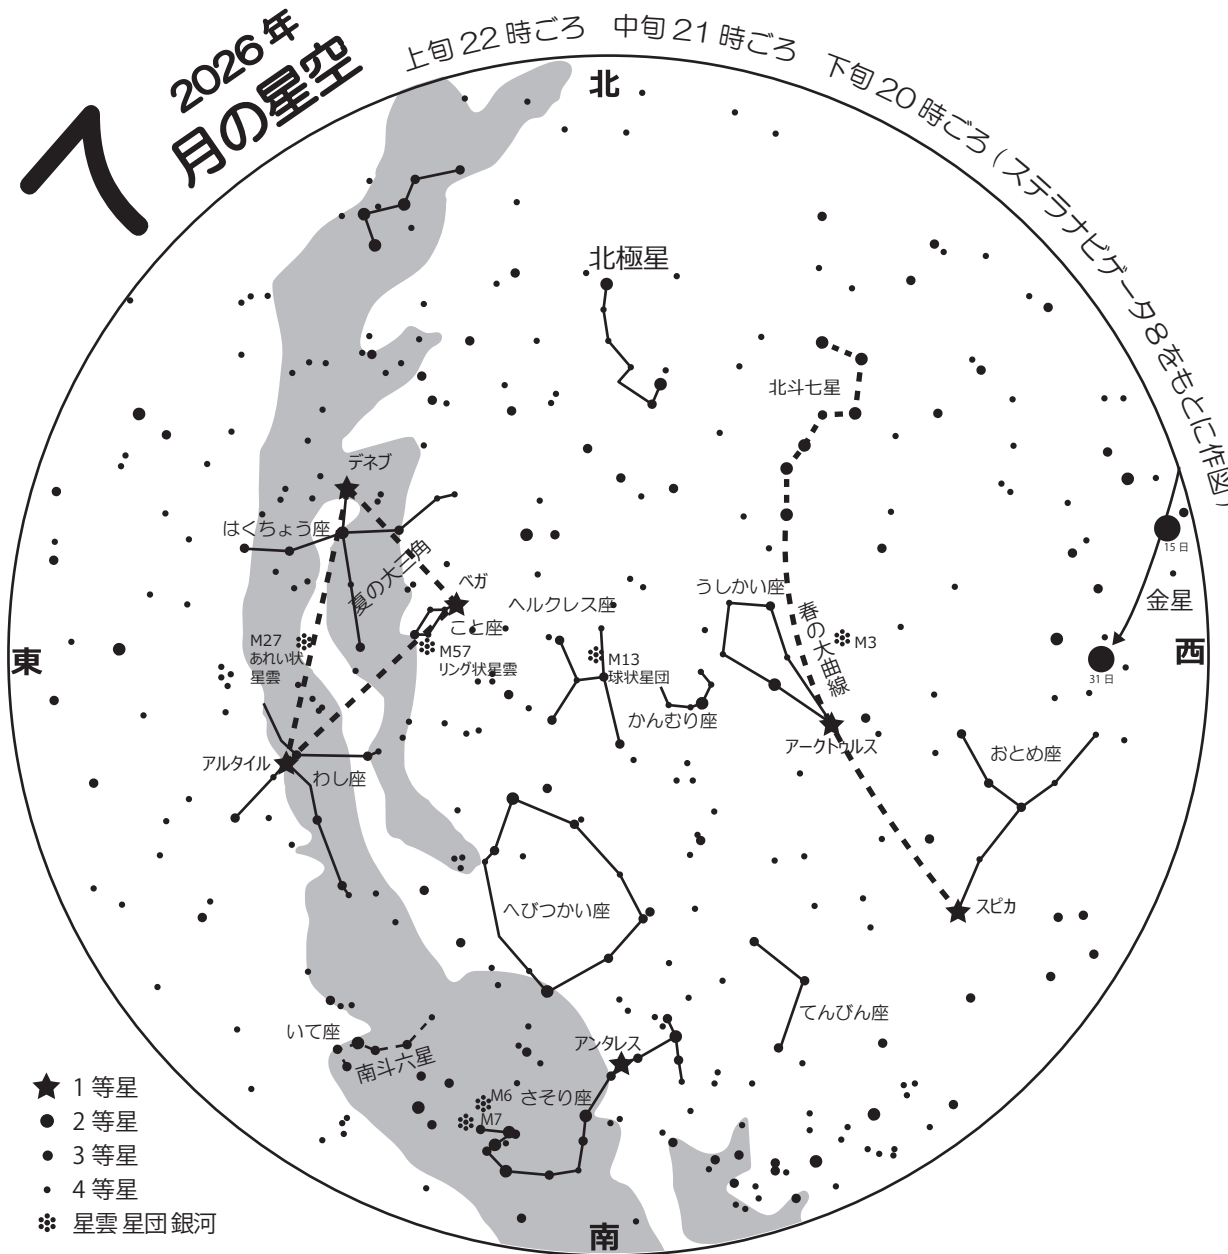 2026年
7月の星空
上旬22時ごろ 中旬21時ごろ 下旬20時ごろ(ステラナビゲータ8をもとに作図)
北
北極星
北斗七星
デネブ
はくちょう座
夏の大三角
ベガ
こと座
ヘルクレス座
うしかい座
春の大曲線
15日
金星
31日
M27
あれい状
星雲
M57
リング状星雲
M13
球状星団
M3
東
西
かんむり座
アークトゥルス
おとめ座
アルタイル
わし座
へびつかい座
スピカ
てんびん座
いて座
南斗六星
アンタレス
M6
さそり座
M7
南
1等星
2等星
3等星
4等星
星雲 星団 銀河